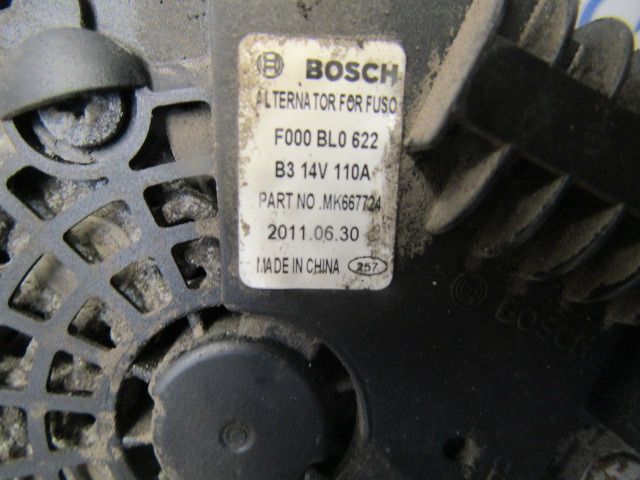 BOSCH
ALTERNATOR FOR FUSO
F000 BL0 622
B3 14V 110A
PART NO .MK667724
2011.06.30
MADE IN CHINA 257
BOSCH